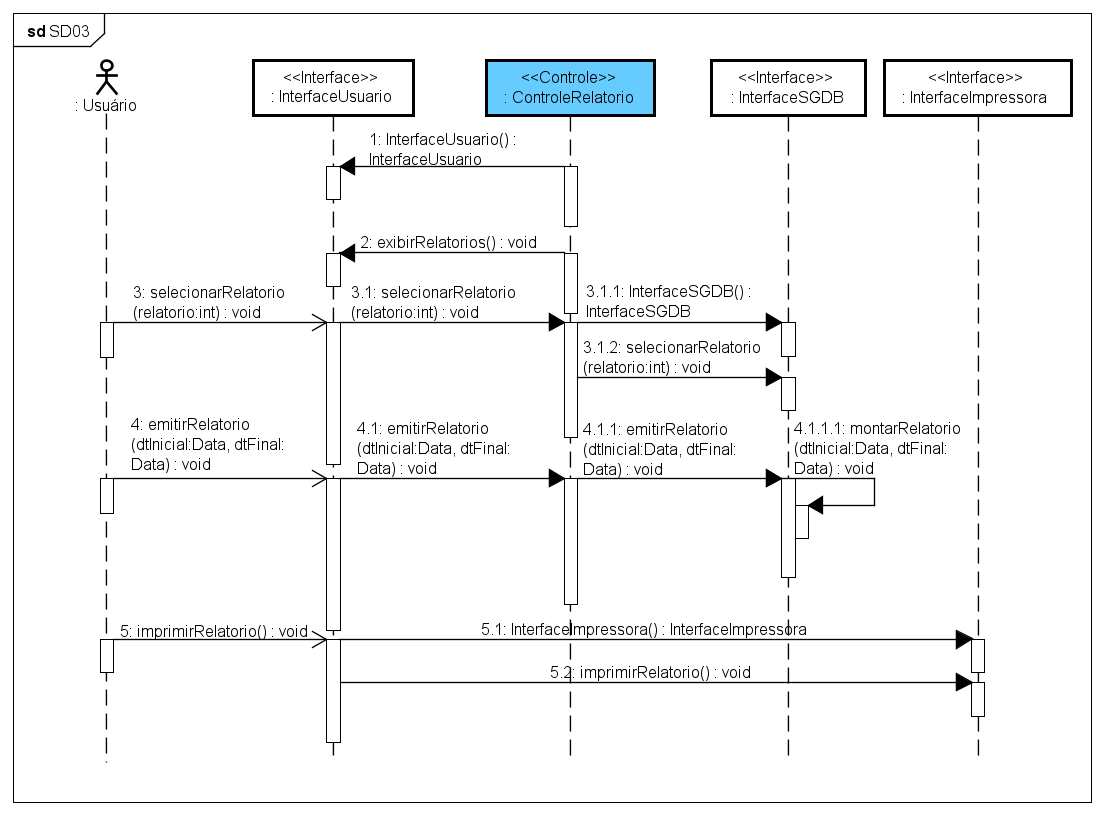 sd SD03
: Usuário
<<Interface>>
: InterfaceUsuario
<<Controle>>
: ControleRelatorio
<<Interface>>
: InterfaceSGDB
<<Interface>>
: InterfaceImpressora
1: InterfaceUsuario() :
InterfaceUsuario
2: exibirRelatorios() : void
3: selecionarRelatorio
(relatorio:int) : void
3.1: selecionarRelatorio
(relatorio:int) : void
3.1.1: InterfaceSGDB() :
InterfaceSGDB
3.1.2: selecionarRelatorio
(relatorio:int) : void
4: emitirRelatorio
(dtInicial:Data, dtFinal:
Data) : void
4.1: emitirRelatorio
(dtInicial:Data, dtFinal:
Data) : void
4.1.1: emitirRelatorio
(dtInicial:Data, dtFinal:
Data) : void
4.1.1.1: montarRelatorio
(dtInicial:Data, dtFinal:
Data) : void
5: imprimirRelatorio() : void
5.1: InterfaceImpressora() : InterfaceImpressora
5.2: imprimirRelatorio() : void